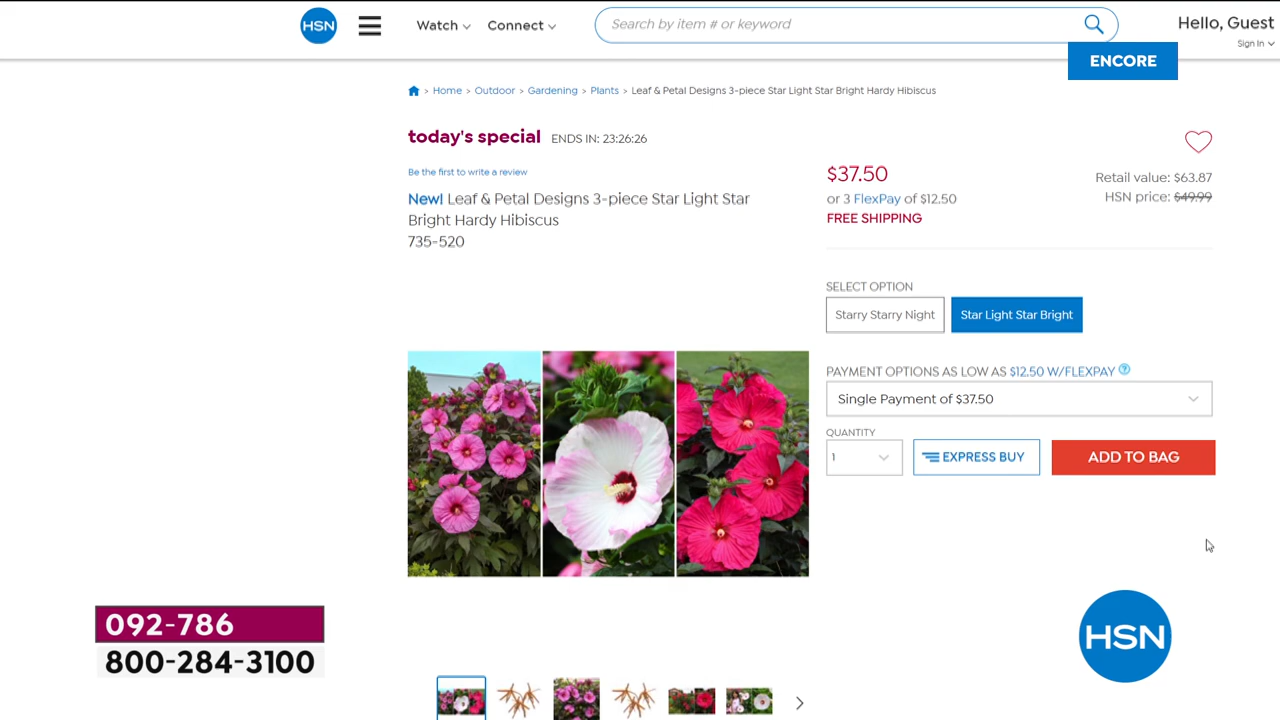 HSN
Watch
Connect
Search by item # or keyword
Hello, Guest
Sign In
ENCORE
> Home > Outdoor > Gardening > Plants > Leaf & Petal Designs 3-piece Star Light Star Bright Hardy Hibiscus
today's special ENDS IN: 23:26:26
Be the first to write a review
New! Leaf & Petal Designs 3-piece Star Light Star
Bright Hardy Hibiscus
735-520
$37.50
or 3 FlexPay of $12.50
FREE SHIPPING
Retail value: $63.87
HSN price: $49.99
SELECT OPTION
Starry Starry Night
Star Light Star Bright
PAYMENT OPTIONS AS LOW AS $12.50 W/FLEXPAY ?
Single Payment of $37.50
QUANTITY
1
EXPRESS BUY
ADD TO BAG
092-786
800-284-3100
HSN